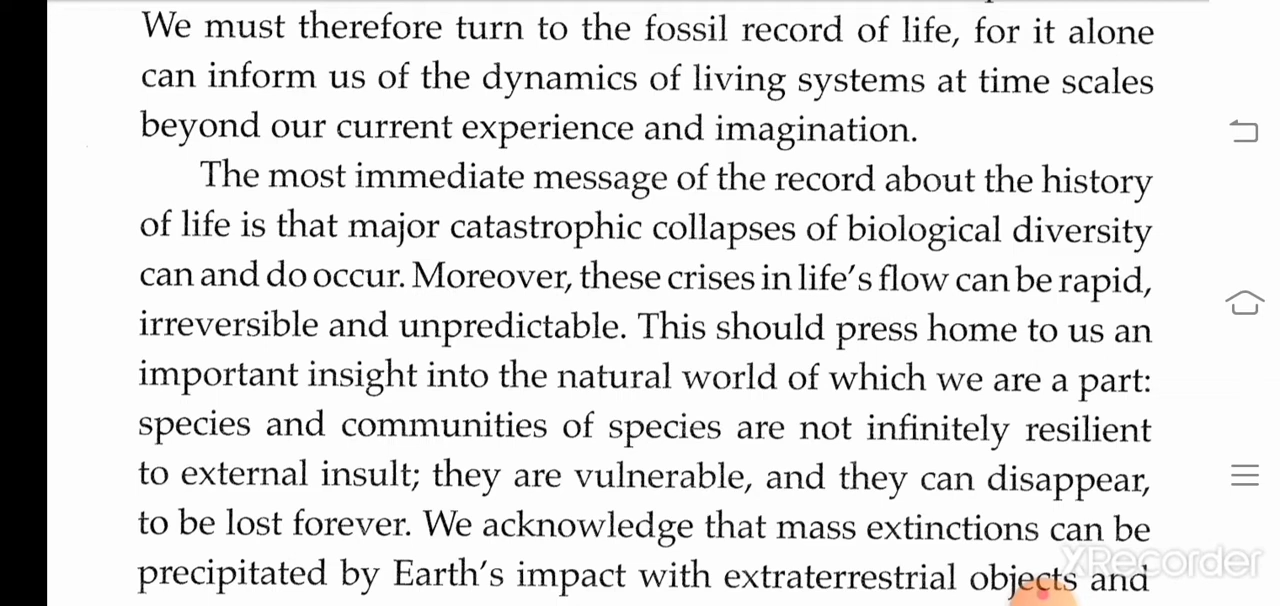 We must therefore turn to the fossil record of life, for it alone
can inform us of the dynamics of living systems at time scales
beyond our current experience and imagination.
The most immediate message of the record about the history
of life is that major catastrophic collapses of biological diversity
can and do occur. Moreover, these crises in life's flow can be rapid,
irreversible and unpredictable. This should press home to us an
important insight into the natural world of which we are a part:
species and communities of species are not infinitely resilient
to external insult; they are vulnerable, and they can disappear,
to be lost forever. We acknowledge that mass extinctions can be
precipitated by Earth's impact with extraterrestrial objects and
XRecorder